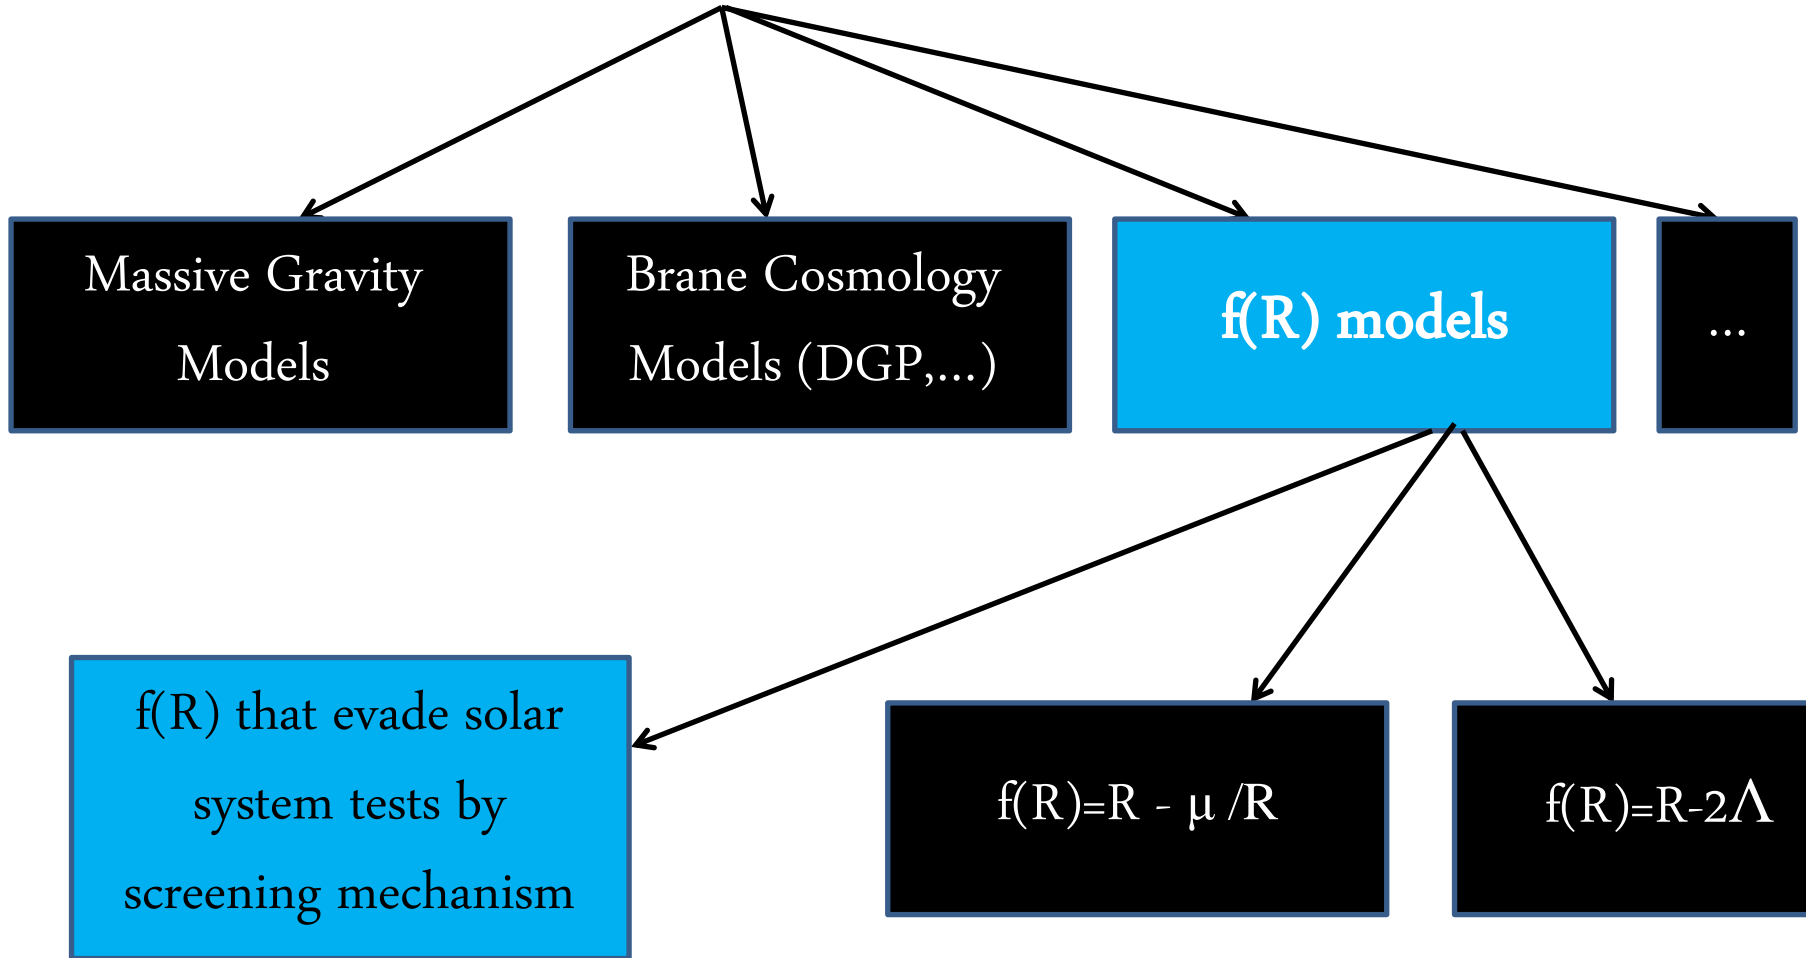 Massive Gravity
Models
Brane Cosmology
Models (DGP,...)
f(R) models
...
f(R) that evade solar
system tests by
screening mechanism
f(R)=R - μ /R
f(R)=R-2Λ